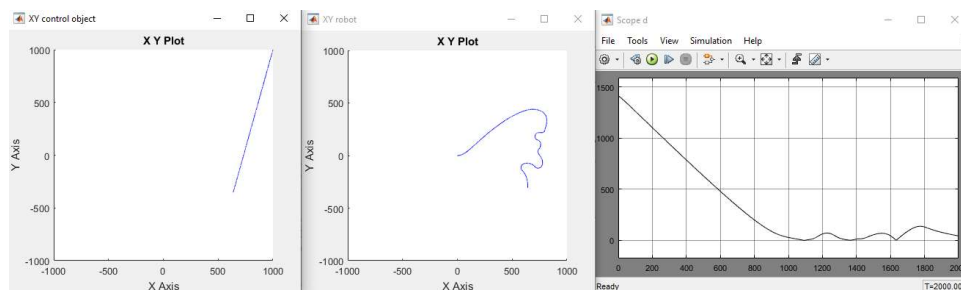 XY control object
X Y Plot
1000
500
0
-500
-1000
-1000 -500 0 500 1000
X Axis
Y Axis
XY robot
X Y Plot
1000
500
0
-500
-1000
-1000 -500 0 500 1000
X Axis
Y Axis
Scope d
File Tools View Simulation Help
1500
1000
500
0
0 200 400 600 800 1000 1200 1400 1600 1800 2000
Ready T=2000.00